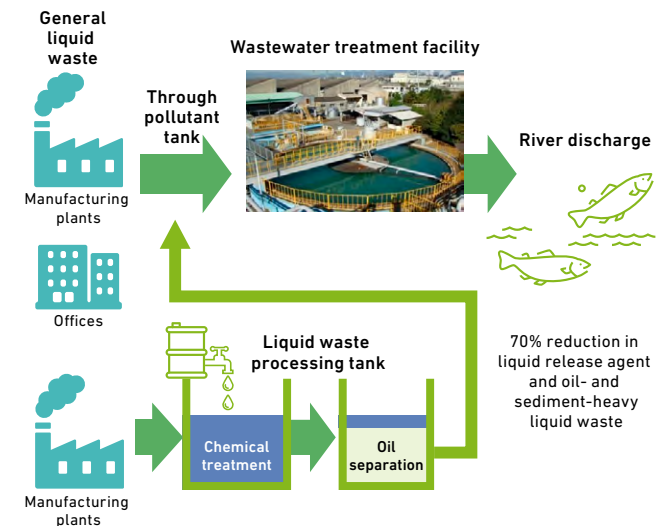 General
liquid
waste
Manufacturing
plants
Offices
Through
pollutant
tank
Wastewater treatment facility
River discharge
Liquid waste
processing tank
Manufacturing
plants
Chemical
treatment
Oil
separation
70% reduction in
liquid release agent
and oil- and
sediment-heavy
liquid waste